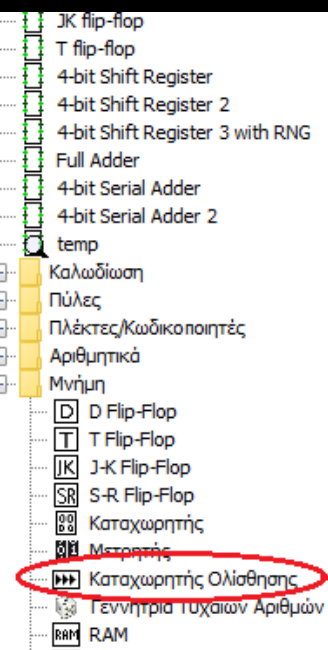 JK flip-flop
T flip-flop
4-bit Shift Register
4-bit Shift Register 2
4-bit Shift Register 3 with RNG
Full Adder
4-bit Serial Adder
4-bit Serial Adder 2
temp
Καλωδίωση
Πύλες
Πλέκτες/Κωδικοποιητές
Αριθμητικά
Μνήμη
D D Flip-Flop
T T Flip-Flop
JK J-K Flip-Flop
SR S-R Flip-Flop
Καταχωρητής
Μετρητής
Καταχωρητής Ολίσθησης
Γεννήτρια Τυχαίων Αριθμών
RAM RAM